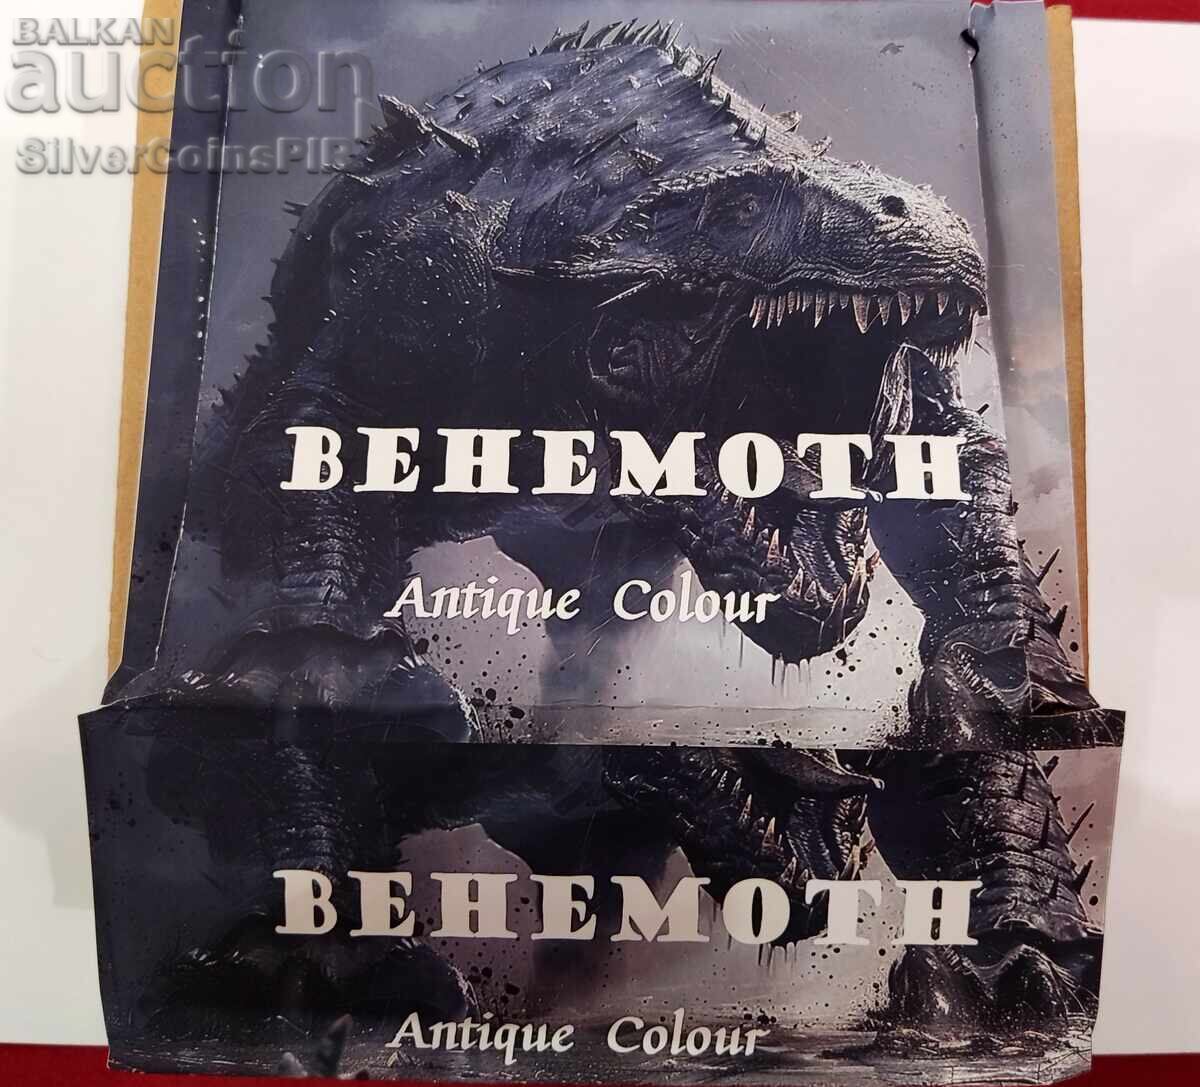 BALKAN
auction
SilverCoinsPIR
BEHEMOTH
Antique Colour
BEHEMOTH
Antique Colour